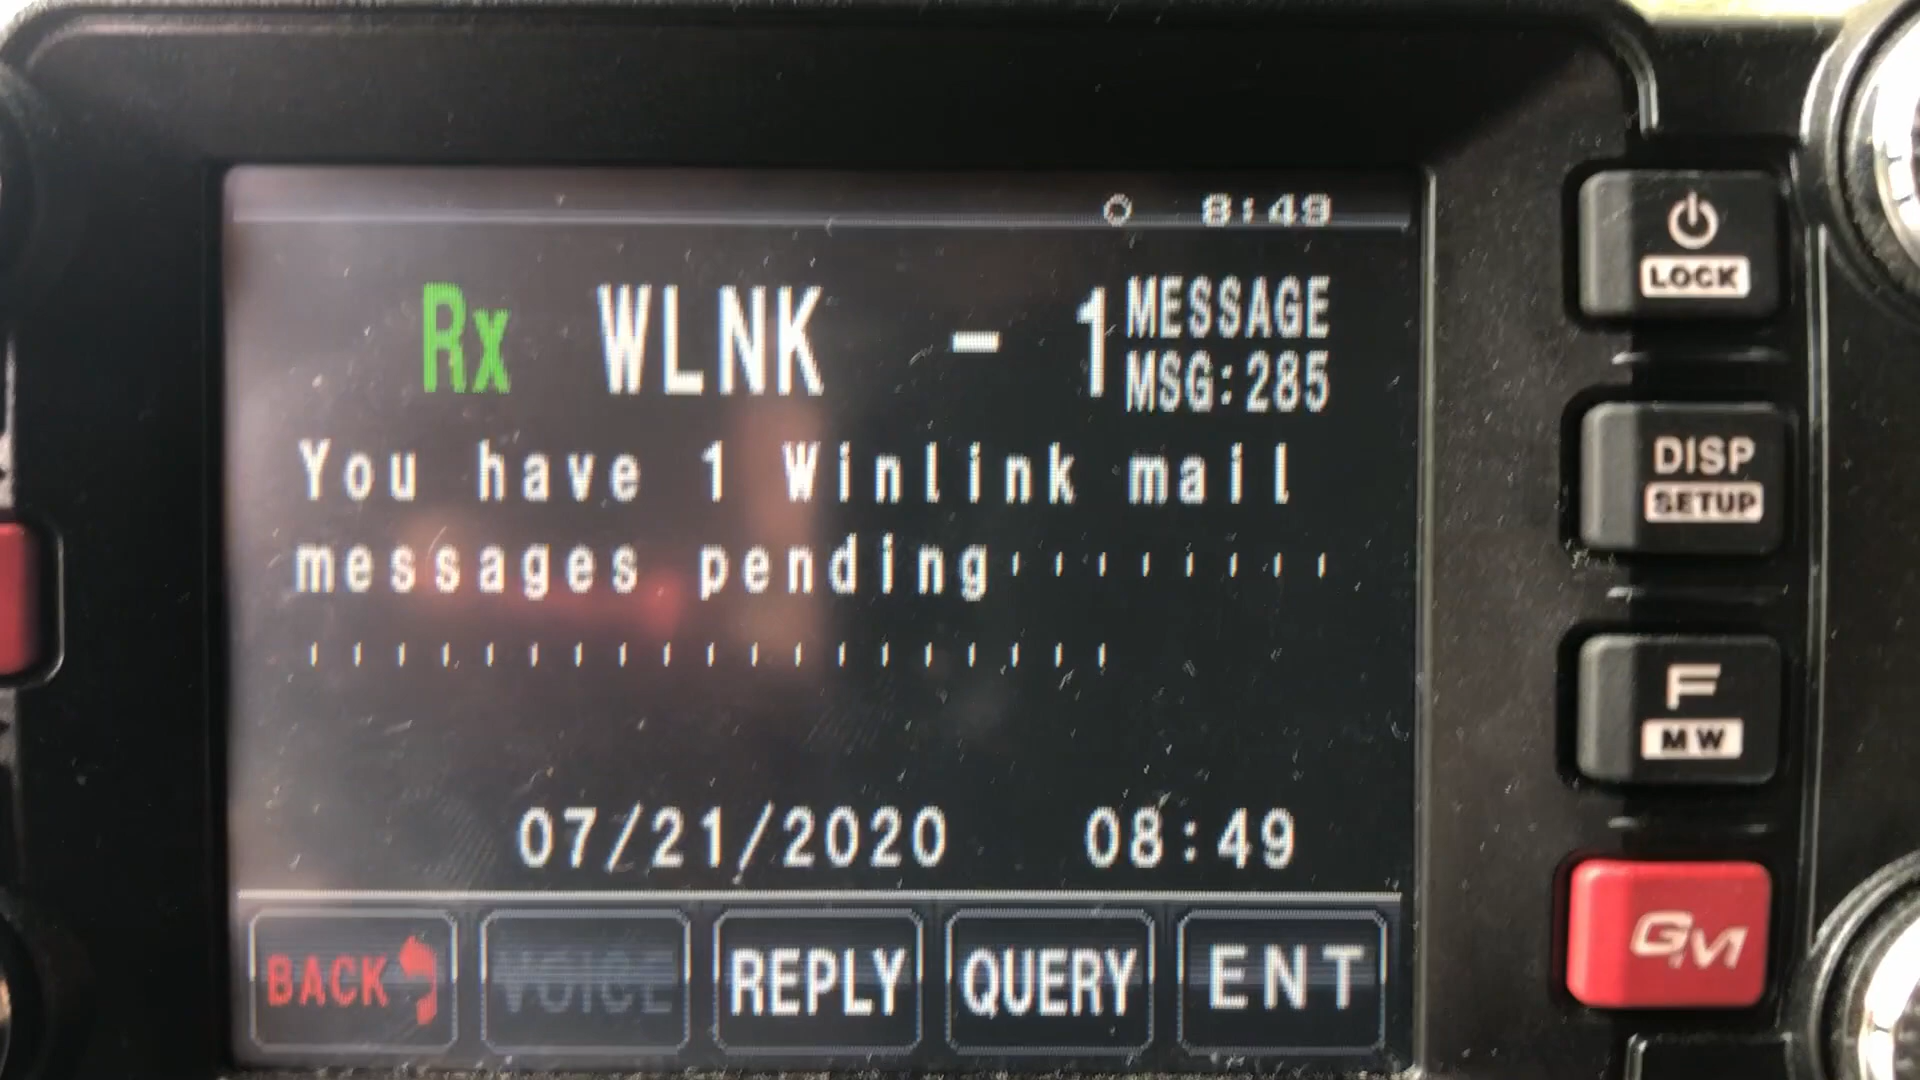 8:49
Rx WLNK - 1 MESSAGE
MSG:285
You have 1 Winlink mail
messages pending
07/21/2020 08:49
BACK VOICE REPLY QUERY ENT
LOCK
DISP
SETUP
F
MW
GM